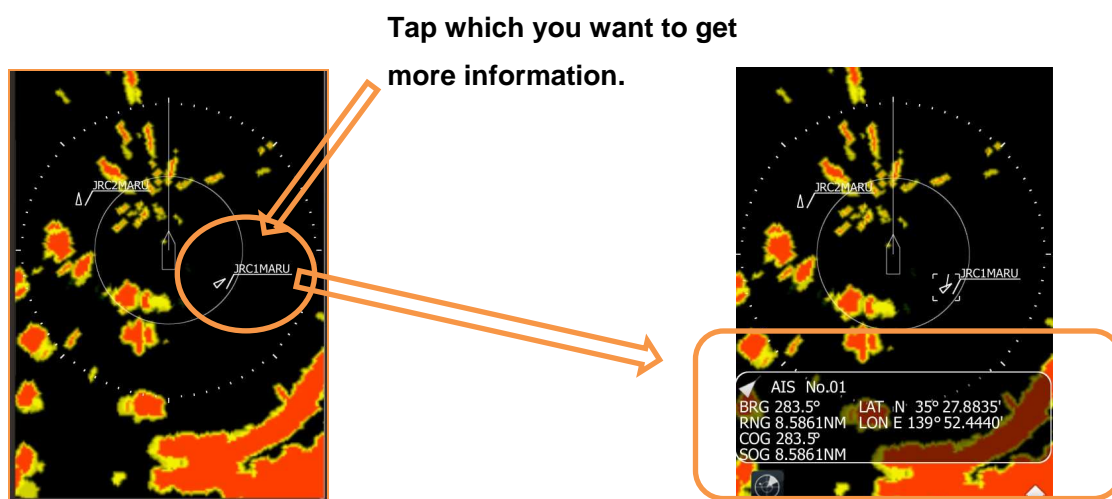 Tap which you want to get
more information.
JRC2MARU
JRC1MARU
JRC2MARU
JRC1MARU
AIS No.01
BRG 283.5° LAT N 35° 27.8835'
RNG 8.5861NM LON E 139° 52.4440'
COG 283.5°
SOG 8.5861NM